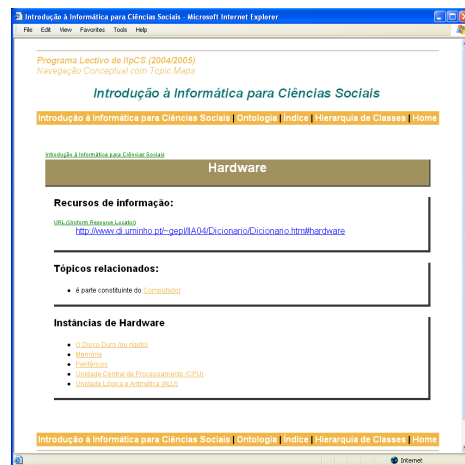 Introdução à Informática para Ciências Sociais - Microsoft Internet Explorer
File Edit View Favorites Tools Help
Programa Lectivo de IIpCS (2004/2005)
Navegação Conceptual com Topic Maps
Introdução à Informática para Ciências Sociais
Introdução à Informática para Ciências Sociais | Ontologia | Índice | Hierarquia de Classes | Home
Introdução à Informática para Ciências Sociais
Hardware
Recursos de informação:
URL (Uniform Resource Locator)
http://www.di.uminho.pt/~gepl/IIA04/Dicionario/Dicionario.htm#hardware
Tópicos relacionados:
é parte constituinte do Computador
Instâncias de Hardware
O Disco Duro (ou rígido)
Memória
Periféricos
Unidade Central de Processamento (CPU)
Unidade Lógica e Aritmética (ALU)
Introdução à Informática para Ciências Sociais | Ontologia | Índice | Hierarquia de Classes | Home
Internet